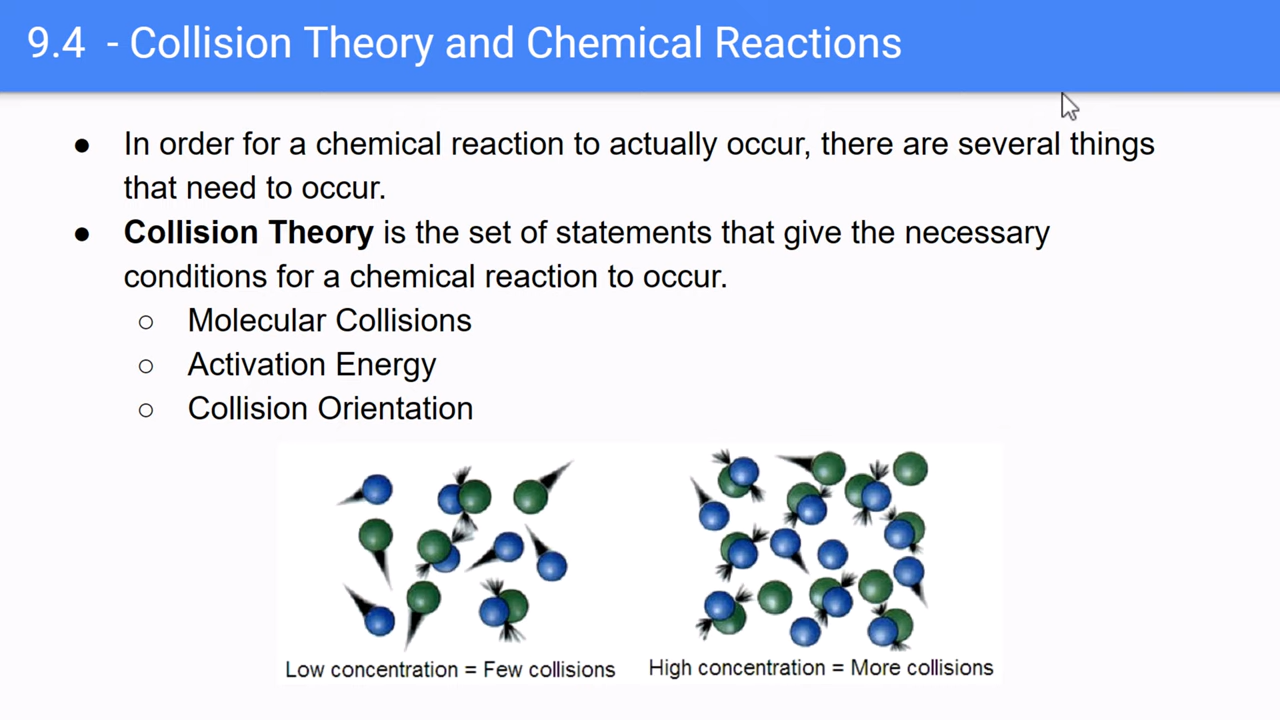 9.4 - Collision Theory and Chemical Reactions
● In order for a chemical reaction to actually occur, there are several things
that need to occur.
● Collision Theory is the set of statements that give the necessary
conditions for a chemical reaction to occur.
○ Molecular Collisions
○ Activation Energy
○ Collision Orientation
Low concentration = Few collisions
High concentration = More collisions